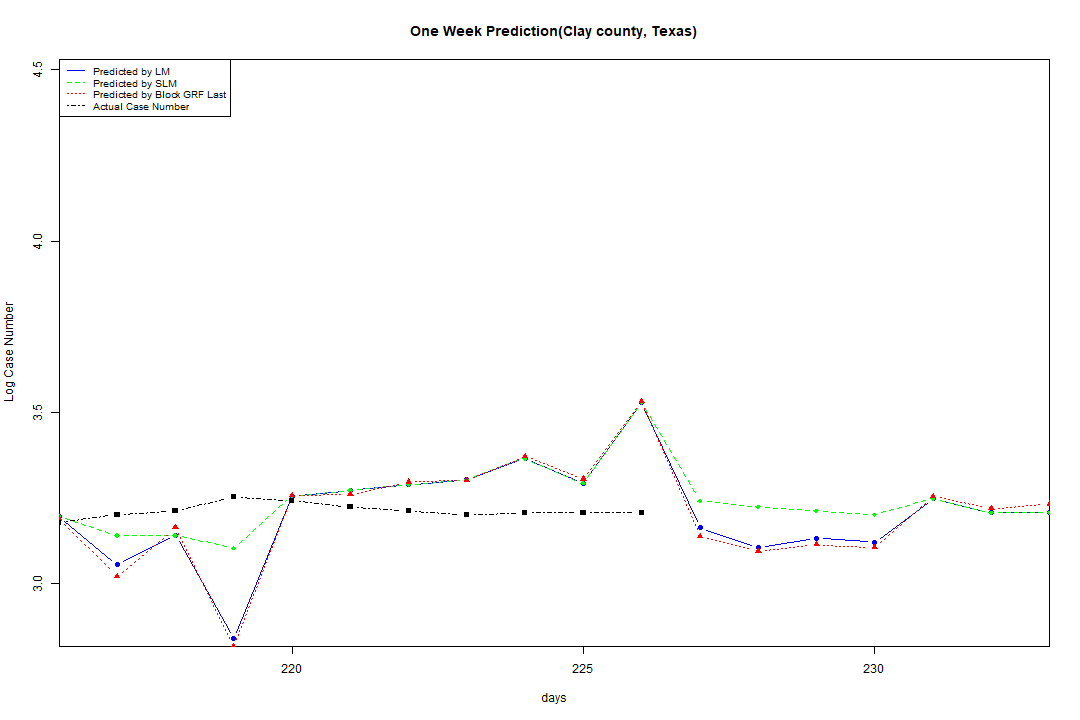 One Week Prediction(Clay county, Texas)
Predicted by LM
Predicted by SLM
Predicted by Block GRF Last
Actual Case Number
4.5
4.0
3.5
3.0
Log Case Number
220
225
230
days